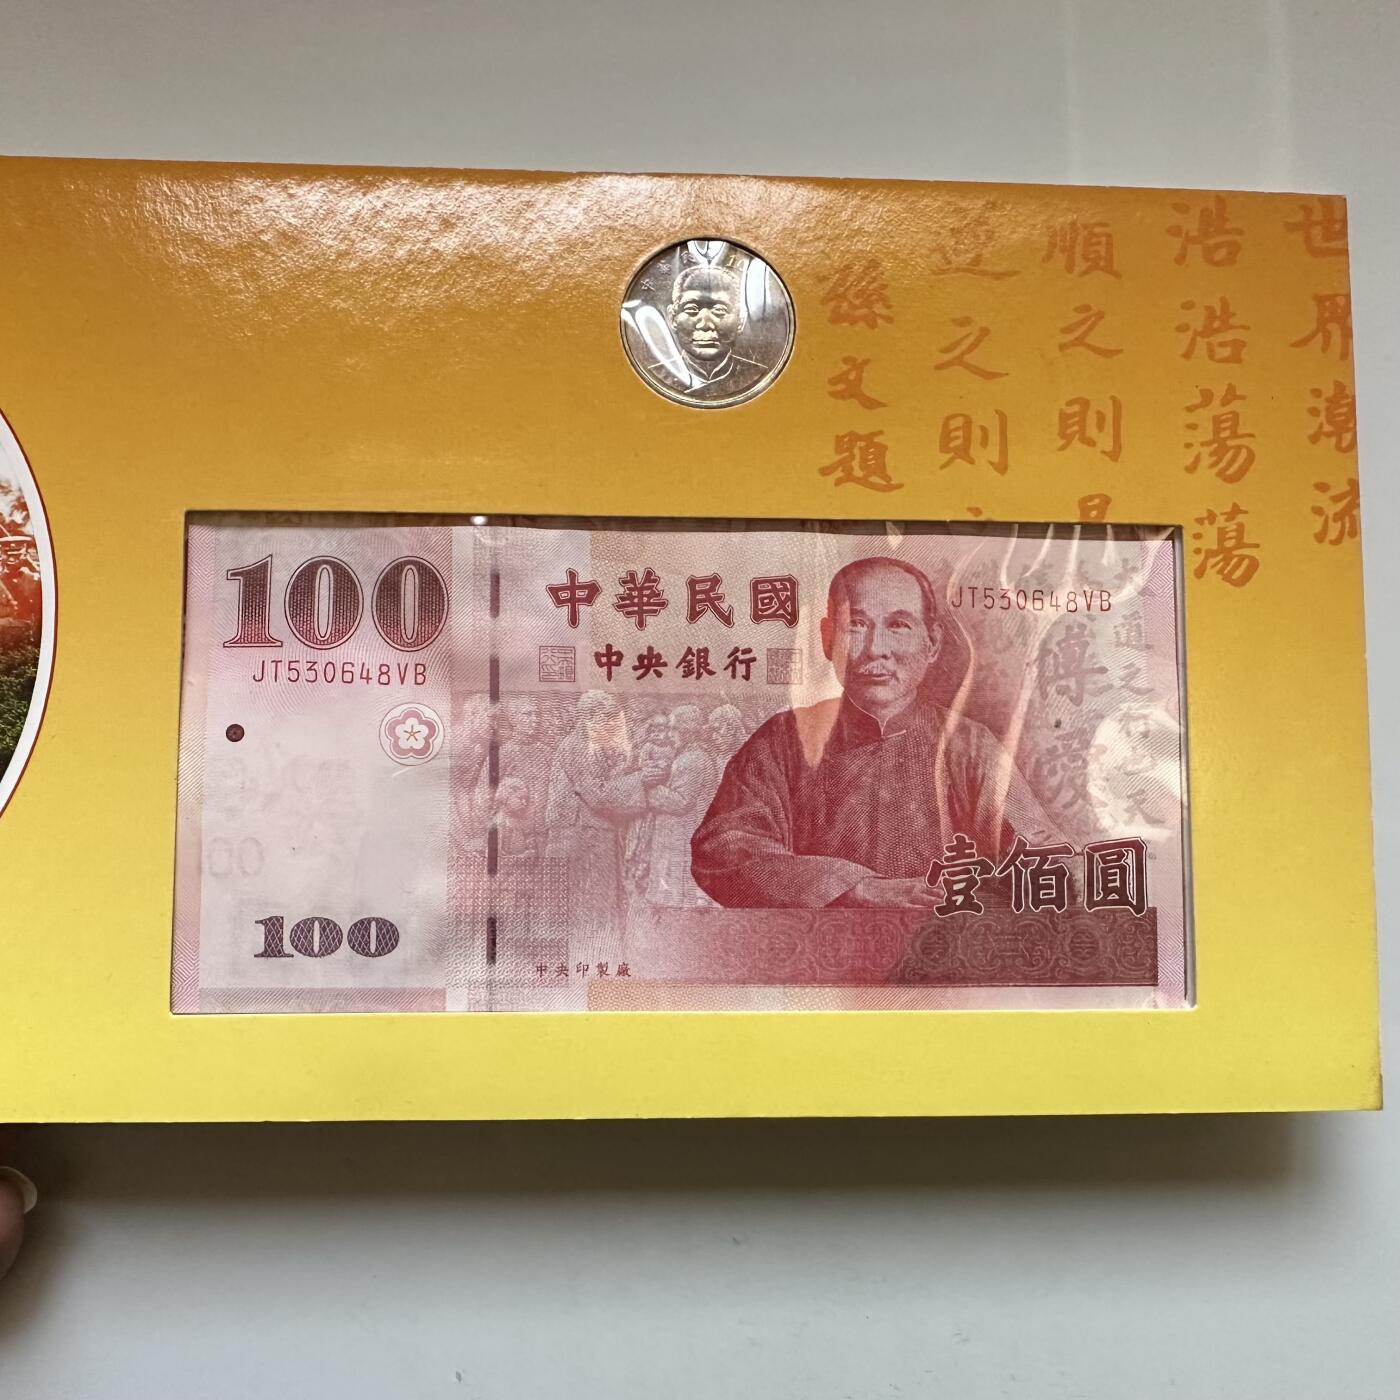 世界潮流
浩浩蕩蕩
順之則昌
逆之則
孫文題
100
中華民國
JT530648VB
JT530648VB
中央銀行
博愛
壹佰圓
100
中央印製廠